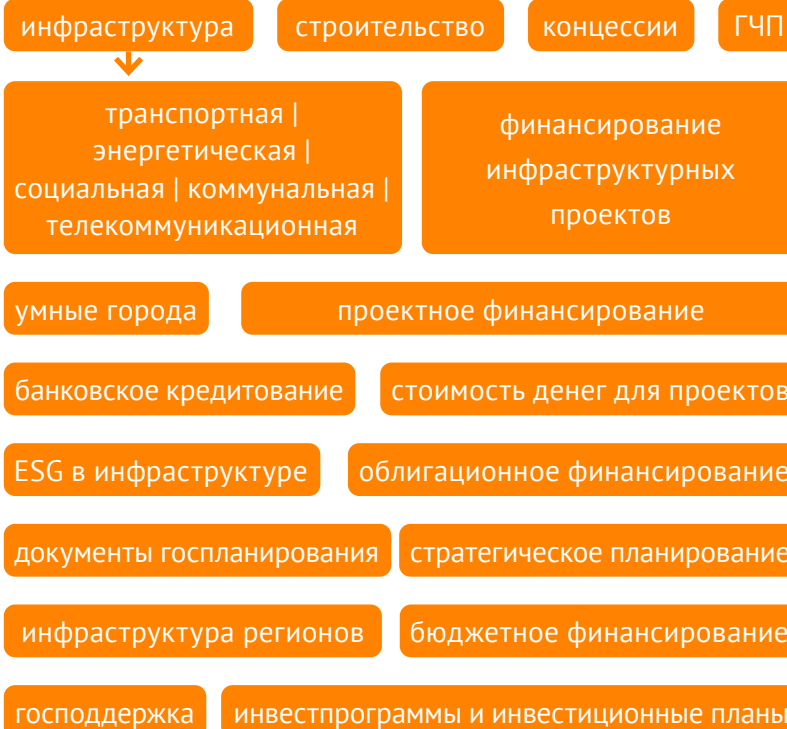 инфраструктура строительство концессии ГЧП
транспортная |
энергетическая |
социальная | коммунальная |
телекоммуникационная
финансирование
инфраструктурных
проектов
умные города проектное финансирование
банковское кредитование стоимость денег для проектов
ESG в инфраструктуре облигационное финансирование
документы госпланирования стратегическое планирование
инфраструктура регионов бюджетное финансирование
господдержка инвестпрограммы и инвестиционные планы